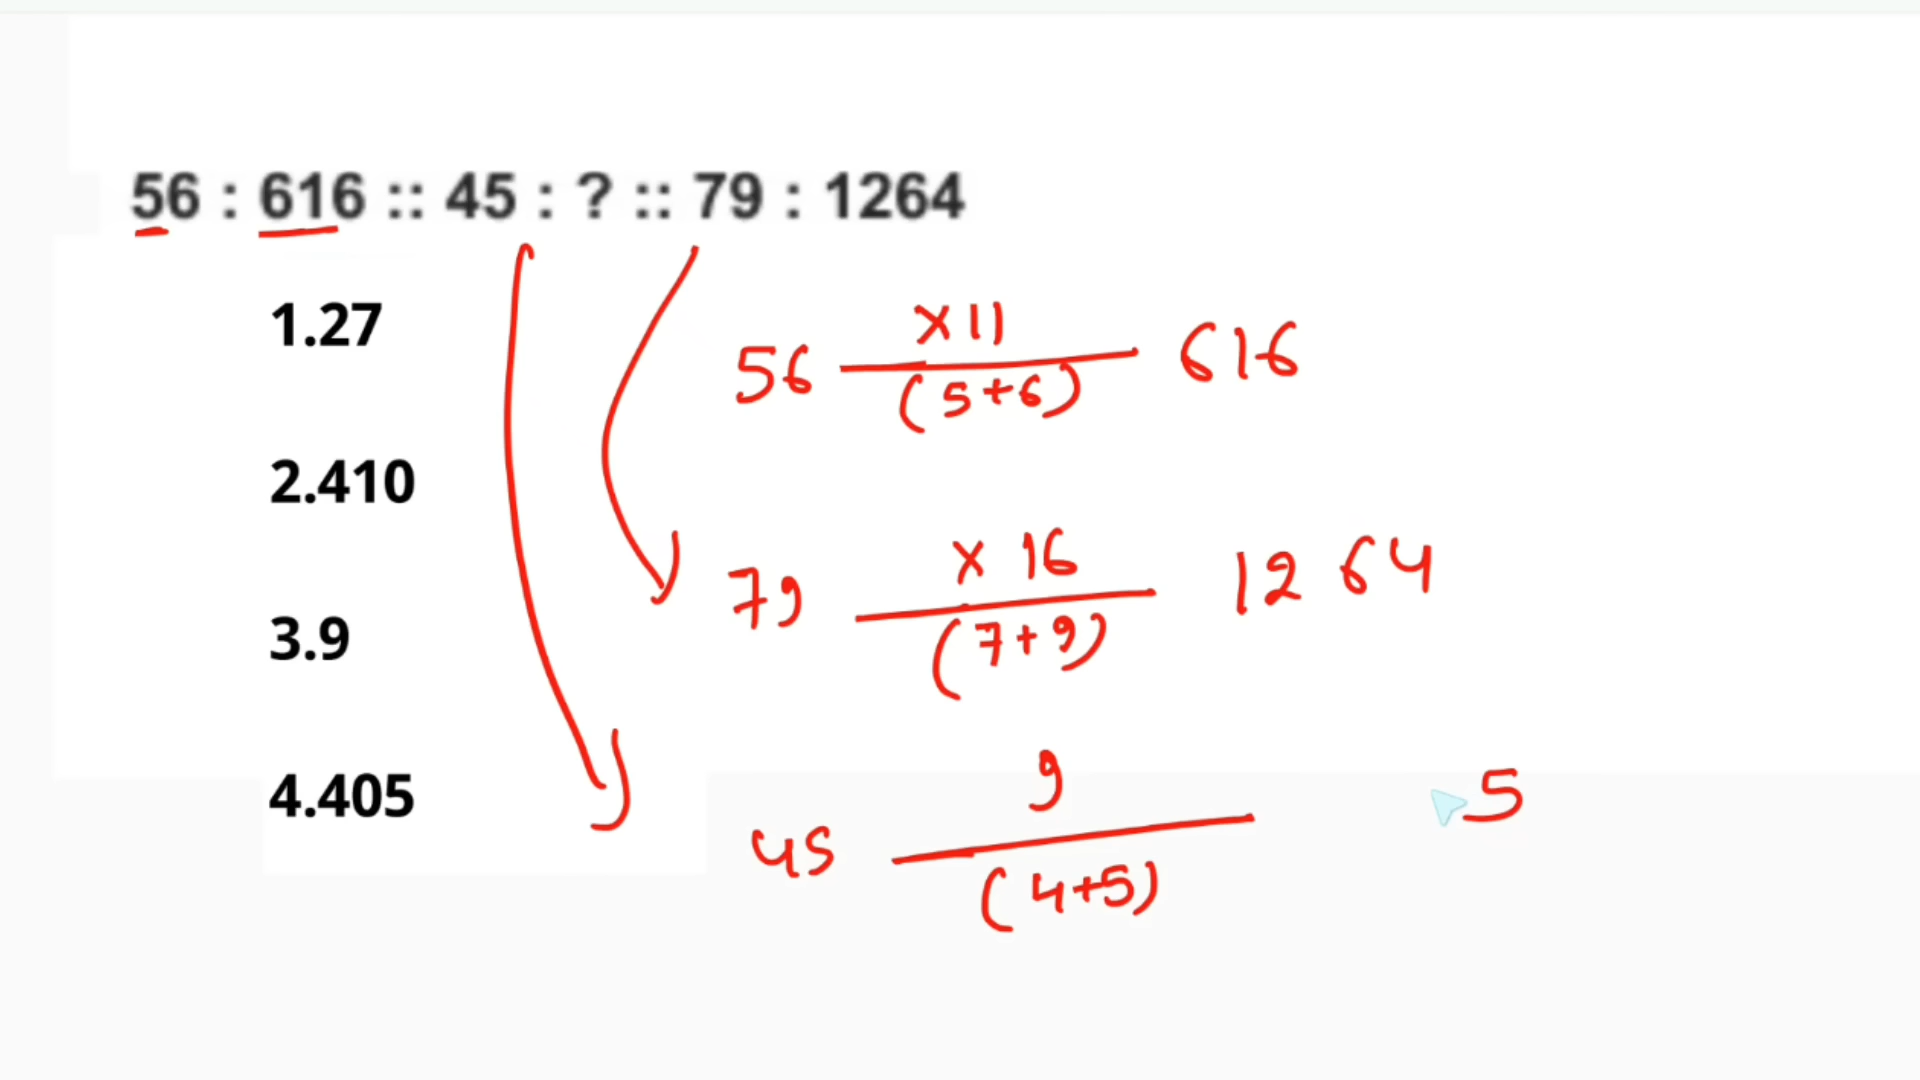 56 : 616 :: 45 : ? :: 79 : 1264
1.27
2.410
3.9
4.405
56 ×11 616
(5+6)
79 × 16 1264
(7+9)
45 9 5
(4+5)